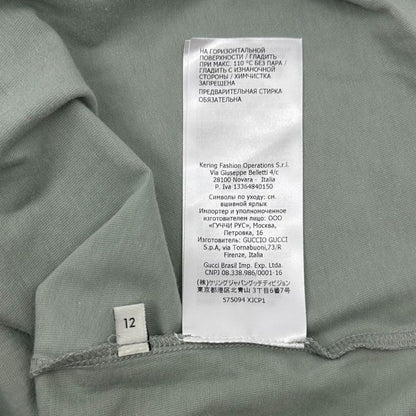 НА ГОРИЗОНТАЛЬНОЙ
ПОВЕРХНОСТИ / ГЛАДИТЬ
ПРИ МАКС. 110 °C БЕЗ ПАРА /
ГЛАДИТЬ С ИЗНАНОЧНОЙ
СТОРОНЫ / ХИМЧИСТКА
ЗАПРЕЩЕНА
ПРЕДВАРИТЕЛЬНАЯ СТИРКА
ОБЯЗАТЕЛЬНА
Kering Fashion Operations S.r.l.
Via Giuseppe Belletti 4/c
28100 Novara - Italia
P. Iva 13364840150
Символы по уходу: см.
вшивной ярлык
Импортер и уполномоченное
изготовителем лицо: ООО
«ГУЧЧИ РУС», Москва,
Петровка, 16
Изготовитель: GUCCIO GUCCI
S.p.A, via Tornabuoni,73/R
Firenze, Italia
Gucci Brasil Imp. Exp. Ltda.
CNPJ 08.338.986/0001-16
(株)ケリングジャパングッチディビジョン
東京都港区北青山3丁目6番7号
575094 XJCP1
12